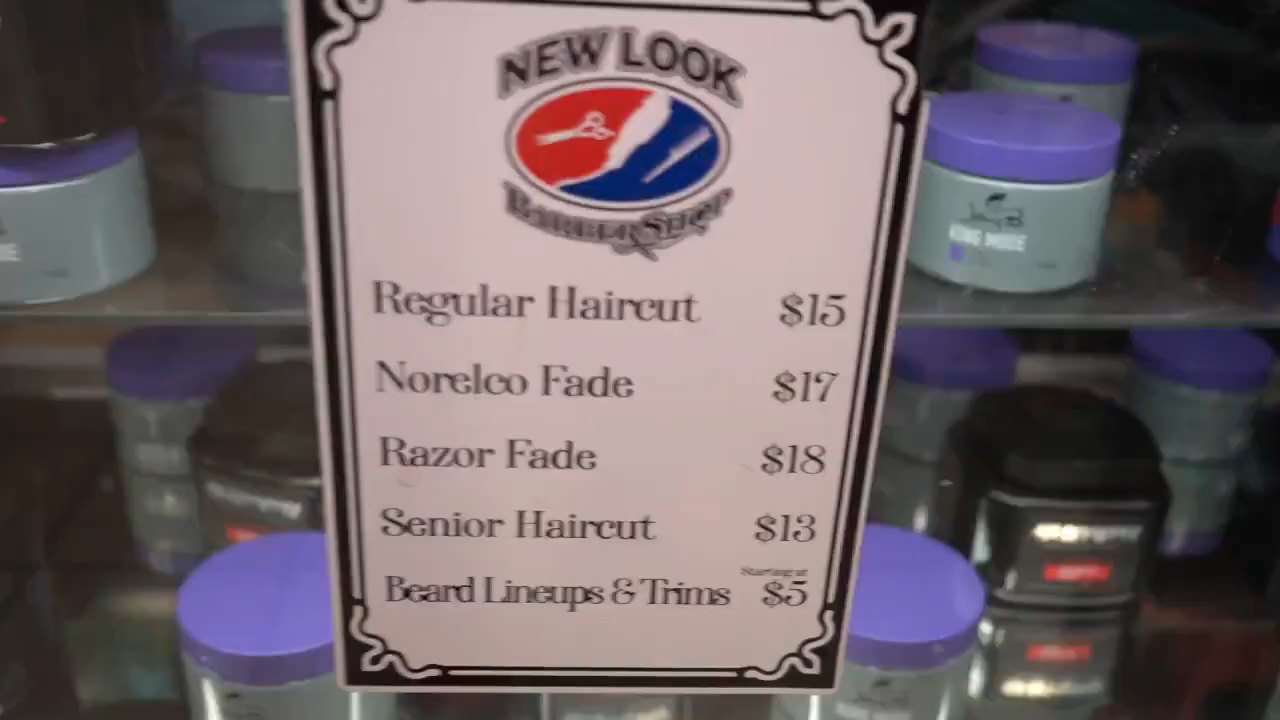 NEW LOOK
BARBER SHOP
Regular Haircut $15
Norelco Fade $17
Razor Fade $18
Senior Haircut $13
Starting at
Beard Lineups & Trims $5